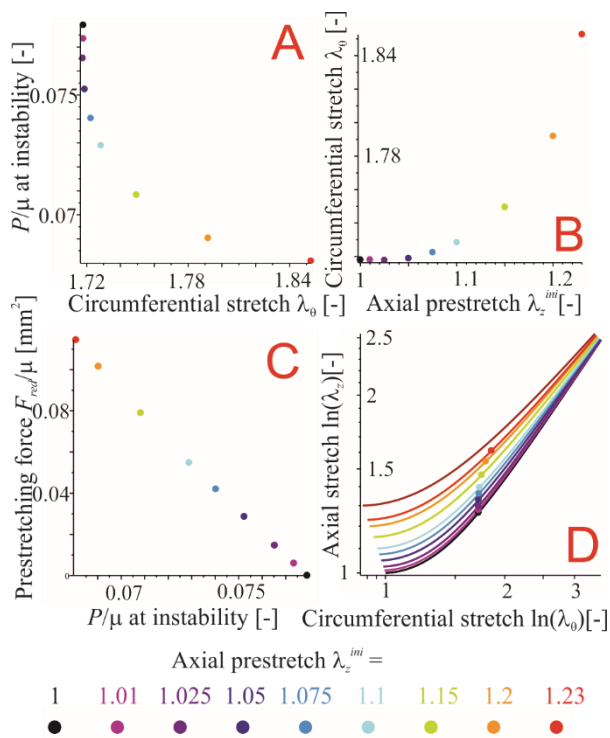 A
P/μ at instability [-]
0.075
0.07
1.72
1.78
1.84
Circumferential stretch λθ [-]
B
Circumferential stretch λθ [-]
1.84
1.78
1
1.1
1.2
Axial prestretch λz^ini[-]
C
Prestretching force Fred/μ [mm²]
0.08
0.04
0
0.07
0.075
P/μ at instability [-]
D
Axial stretch ln(λz)[-]
2.5
2
1.5
1
1
2
3
Circumferential stretch ln(λθ)[-]
Axial prestretch λz^ini =
1 1.01 1.025 1.05 1.075 1.1 1.15 1.2 1.23